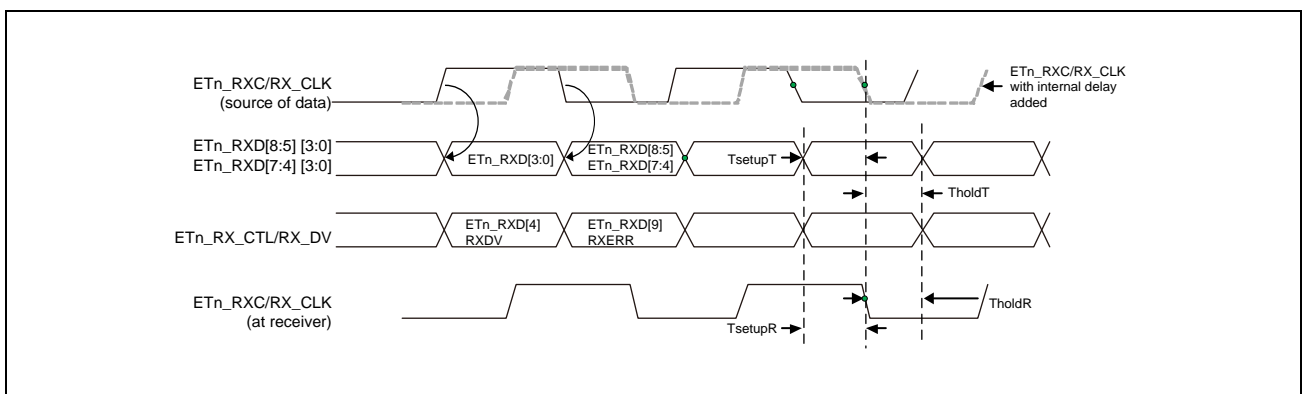 ETn_RXC/RX_CLK
(source of data)
ETn_RXC/RX_CLK
with internal delay
added
ETn_RXD[8:5] [3:0]
ETn_RXD[7:4] [3:0]
ETn_RXD[3:0]
ETn_RXD[8:5]
ETn_RXD[7:4]
TsetupT
TholdT
ETn_RX_CTL/RX_DV
ETn_RXD[4]
RXDV
ETn_RXD[9]
RXERR
ETn_RXC/RX_CLK
(at receiver)
TsetupR
TholdR